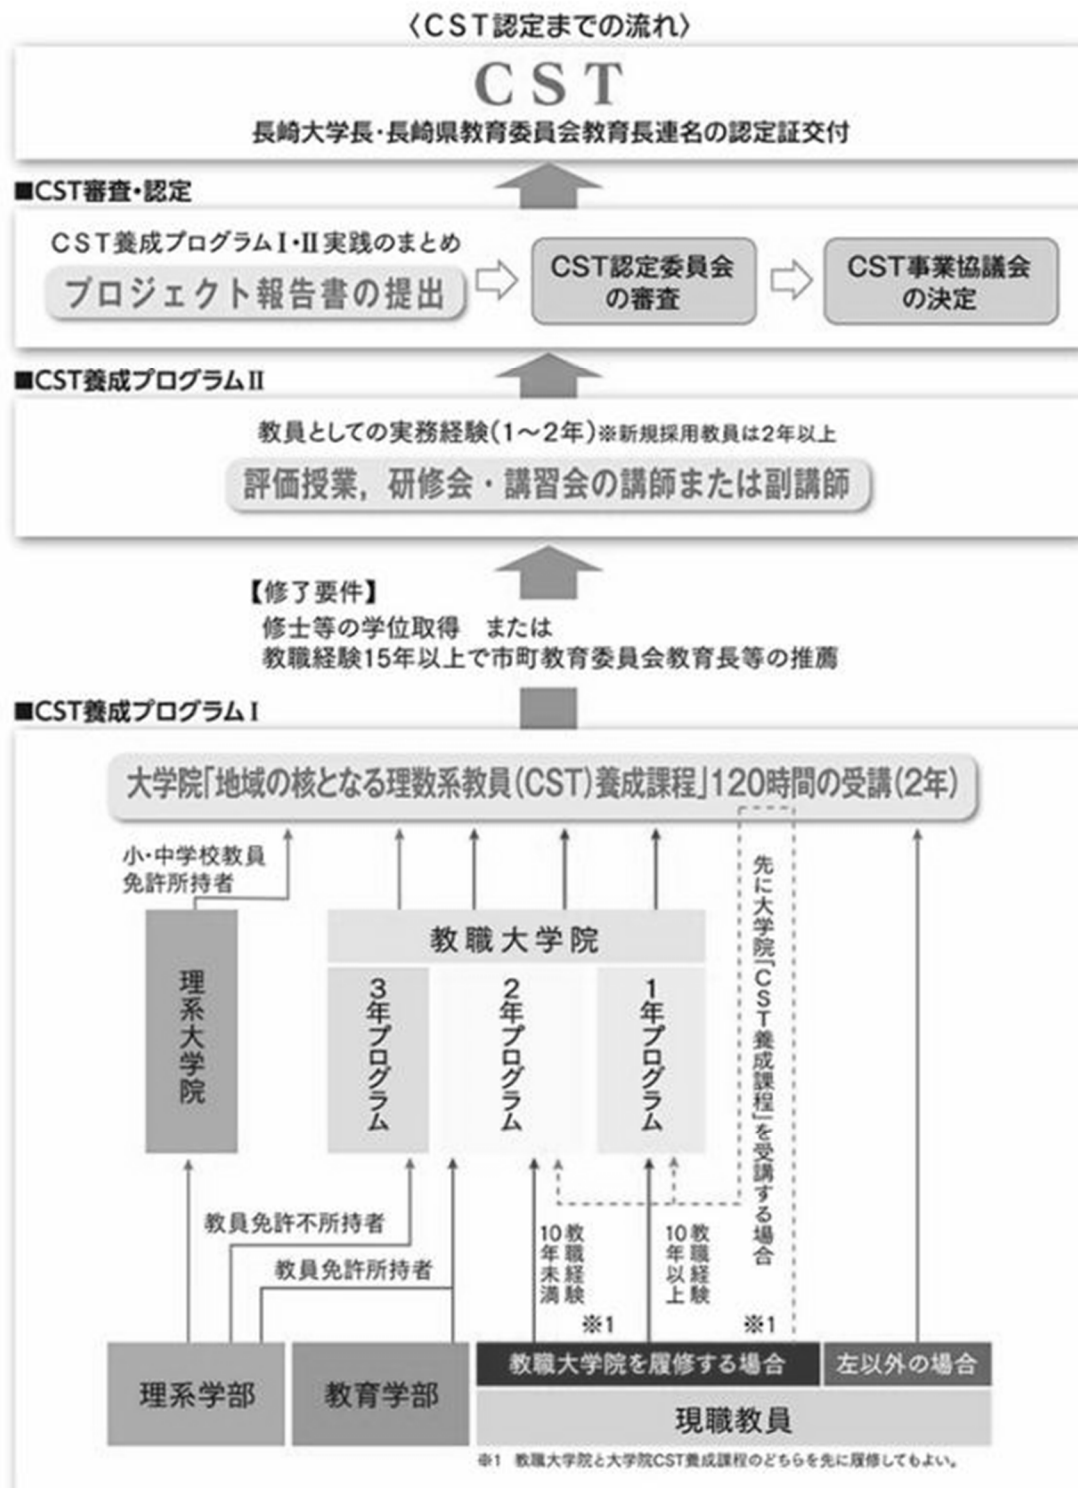 〈CST認定までの流れ〉
CST
長崎大学長・長崎県教育委員会教育長連名の認定証交付
■CST審査・認定
CST養成プログラムⅠ・Ⅱ実践のまとめ
プロジェクト報告書の提出
CST認定委員会
の審査
CST事業協議会
の決定
■CST養成プログラムⅡ
教員としての実務経験(1〜2年)※新規採用教員は2年以上
評価授業，研修会・講習会の講師または副講師
【修了要件】
修士等の学位取得　または
教職経験15年以上で市町教育委員会教育長等の推薦
■CST養成プログラムⅠ
大学院「地域の核となる理数系教員(CST)養成課程」120時間の受講(2年)
小・中学校教員
免許所持者
理系大学院
教職大学院
3年プログラム
2年プログラム
1年プログラム
先に大学院「CST養成課程」を受講する場合
教員免許不所持者
教員免許所持者
教職経験
10年未満
教職経験
10年以上
※1
※1
理系学部
教育学部
教職大学院を履修する場合
左以外の場合
現職教員
※1　教職大学院と大学院CST養成課程のどちらを先に履修してもよい。